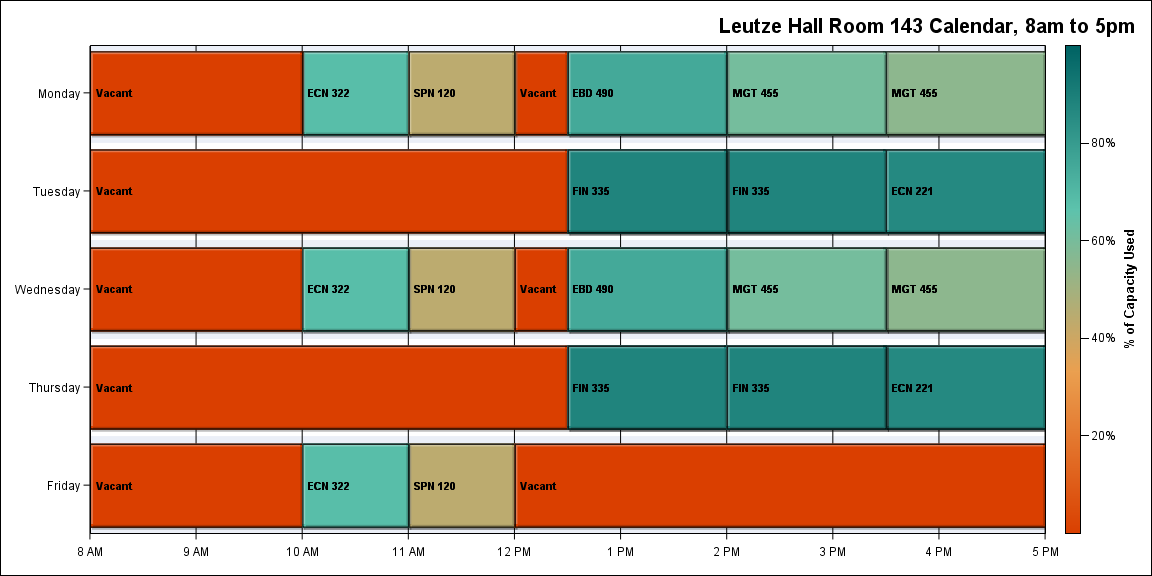 Leutze Hall Room 143 Calendar, 8am to 5pm
Monday
Vacant
ECN 322
SPN 120
Vacant
EBD 490
MGT 455
MGT 455
Tuesday
Vacant
FIN 335
FIN 335
ECN 221
Wednesday
Vacant
ECN 322
SPN 120
Vacant
EBD 490
MGT 455
MGT 455
Thursday
Vacant
FIN 335
FIN 335
ECN 221
Friday
Vacant
ECN 322
SPN 120
Vacant
8 AM
9 AM
10 AM
11 AM
12 PM
1 PM
2 PM
3 PM
4 PM
5 PM
80%
60%
40%
20%
% of Capacity Used